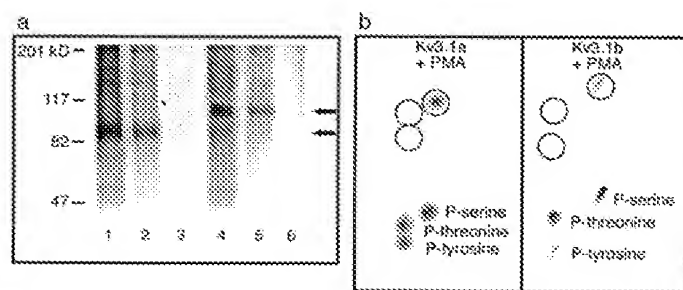 a
201 kD
117
82
47
1 2 3 4 5 6
b
Kv3.1a
+ PMA
P-serine
P-threonine
P-tyrosine
Kv3.1b
+ PMA
P-serine
P-threonine
P-tyrosine